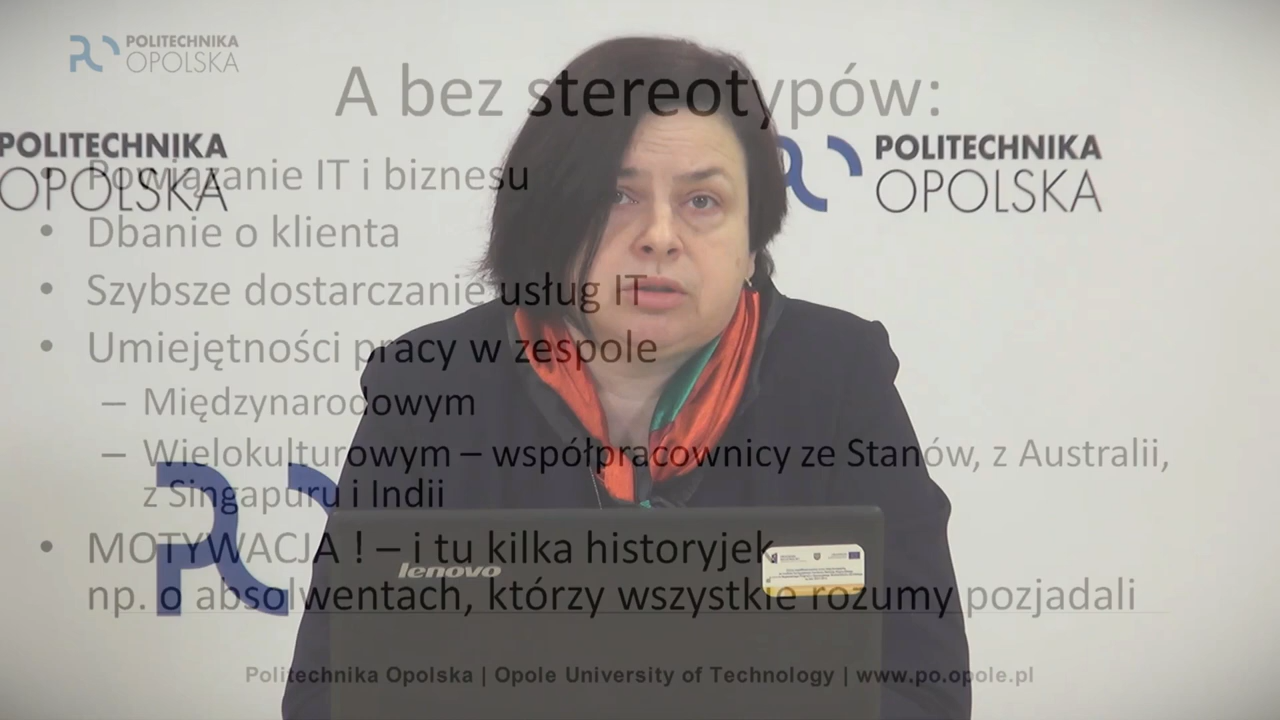 POLITECHNIKA
OPOLSKA
A bez stereotypów:
POLITECHNIKA
OPOLSKA
POLITECHNIKA
OPOLSKA
• Powiązanie IT i biznesu
• Dbanie o klienta
• Szybsze dostarczanie usług IT
• Umiejętności pracy w zespole
– Międzynarodowym
– Wielokulturowym – współpracownicy ze Stanów, z Australii,
z Singapuru i Indii
• MOTYWACJA ! – i tu kilka historyjek
np. o absolwentach, którzy wszystkie rozumy pozjadali
lenovo
Politechnika Opolska | Opole University of Technology | www.po.opole.pl